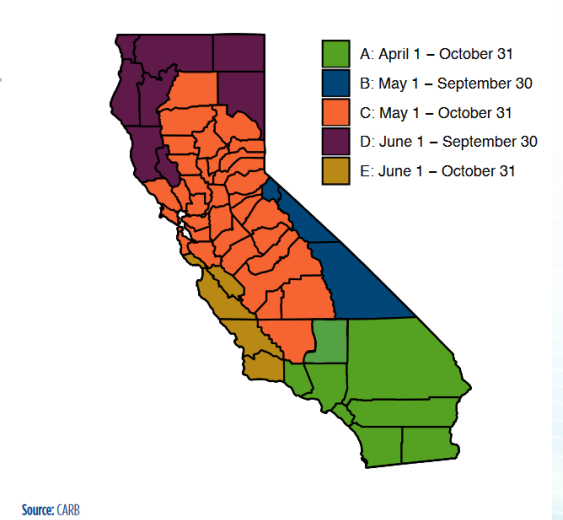 A: April 1 – October 31
B: May 1 – September 30
C: May 1 – October 31
D: June 1 – September 30
E: June 1 – October 31
Source: CARB